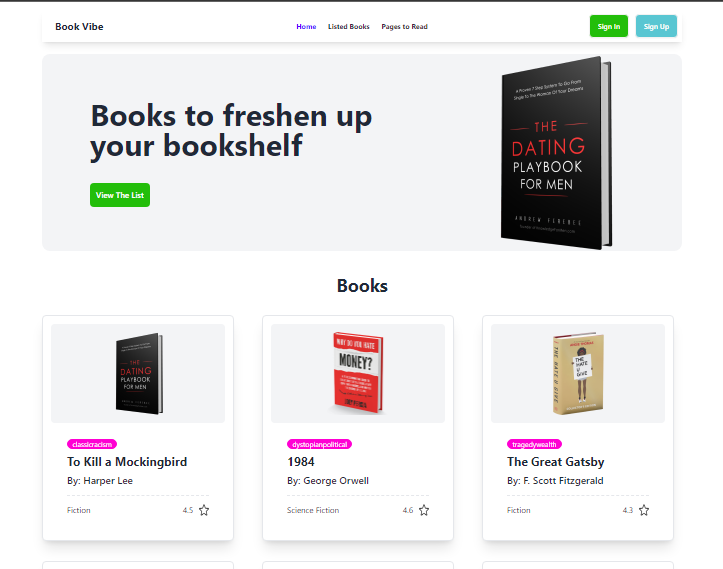 Book Vibe
Home Listed Books Pages to Read
Sign In Sign Up
Books to freshen up
your bookshelf
View The List
A Proven 7 Step System To Go From
Single To The Woman Of Your Dreams
THE
DATING
PLAYBOOK
FOR MEN
ANDREW FEREBEE
Books
THE
DATING
PLAYBOOK
FOR MEN
classicracism
To Kill a Mockingbird
By: Harper Lee
Fiction 4.5
WHY DO YOU HATE
MONEY?
dystopianpolitical
1984
By: George Orwell
Science Fiction 4.6
THE HATE U GIVE
THE
HATE
U
GIVE
tragedywealth
The Great Gatsby
By: F. Scott Fitzgerald
Fiction 4.3